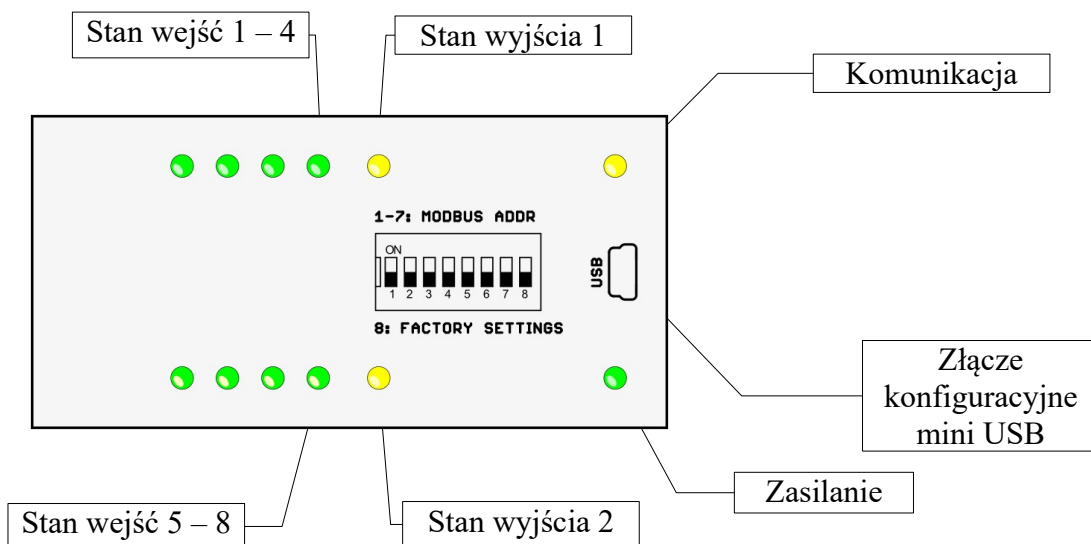 Stan wejść 1 – 4
Stan wyjścia 1
Komunikacja
1-7: MODBUS ADDR
ON
1 2 3 4 5 6 7 8
USB
8: FACTORY SETTINGS
Złącze
konfiguracyjne
mini USB
Zasilanie
Stan wejść 5 – 8
Stan wyjścia 2